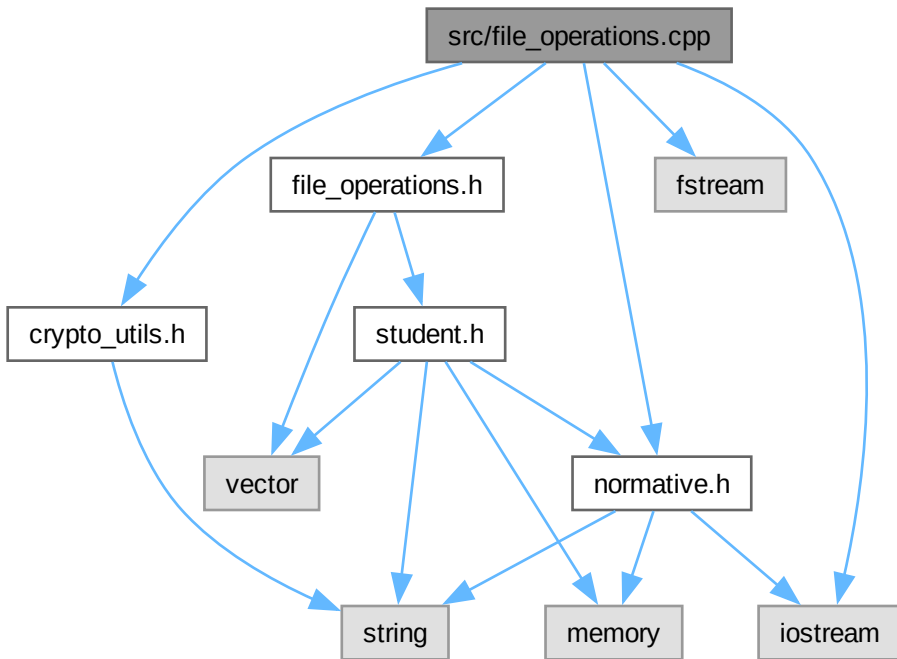 src/file_operations.cpp
file_operations.h
fstream
crypto_utils.h
student.h
vector
normative.h
string
memory
iostream